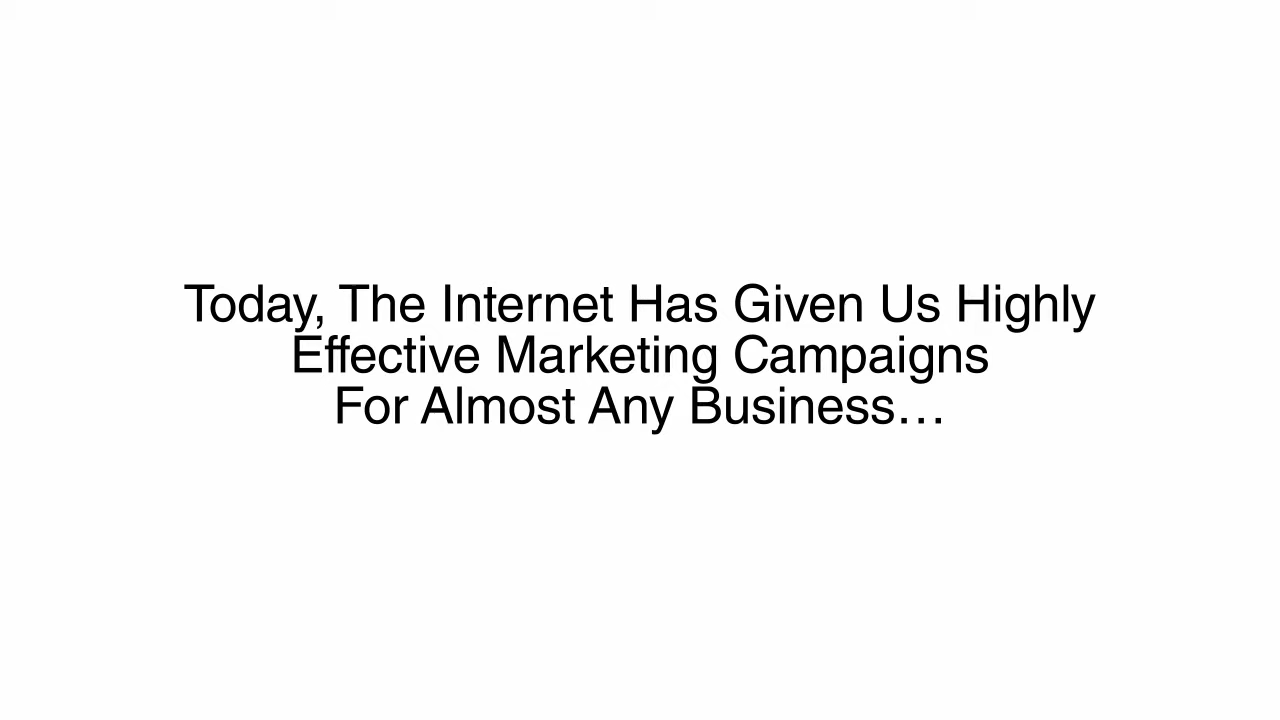 Today, The Internet Has Given Us Highly
Effective Marketing Campaigns
For Almost Any Business…